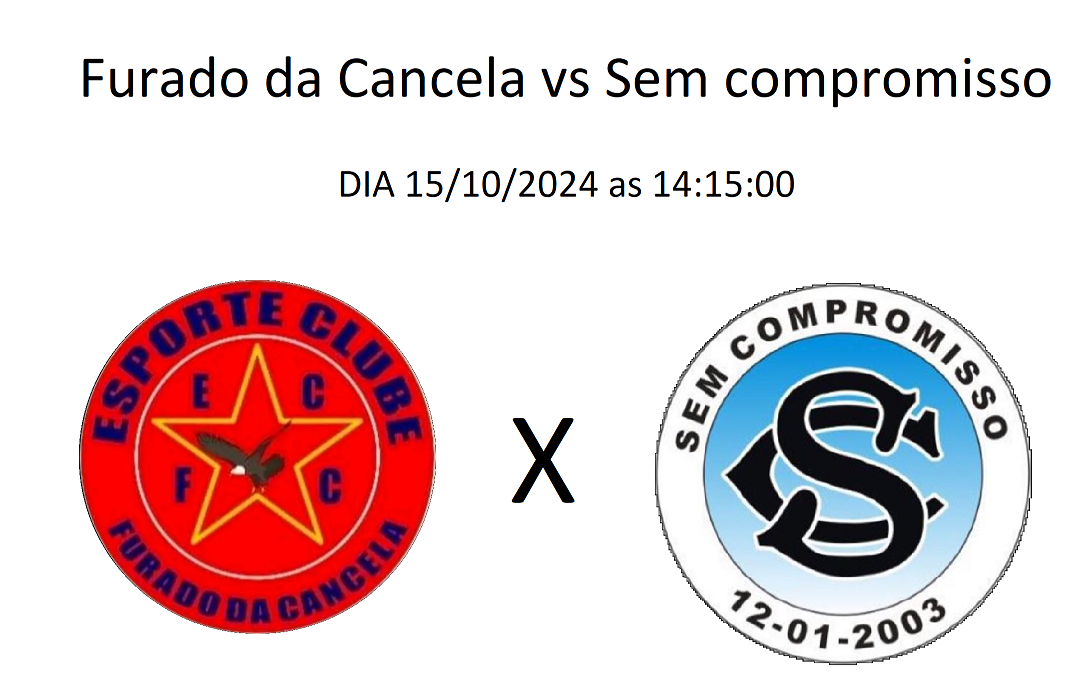 Furado da Cancela vs Sem compromisso
DIA 15/10/2024 as 14:15:00
ESPORTE CLUBE
E C
F C
FURADO DA CANCELA
X
SEM COMPROMISSO
SC
12-01-2003